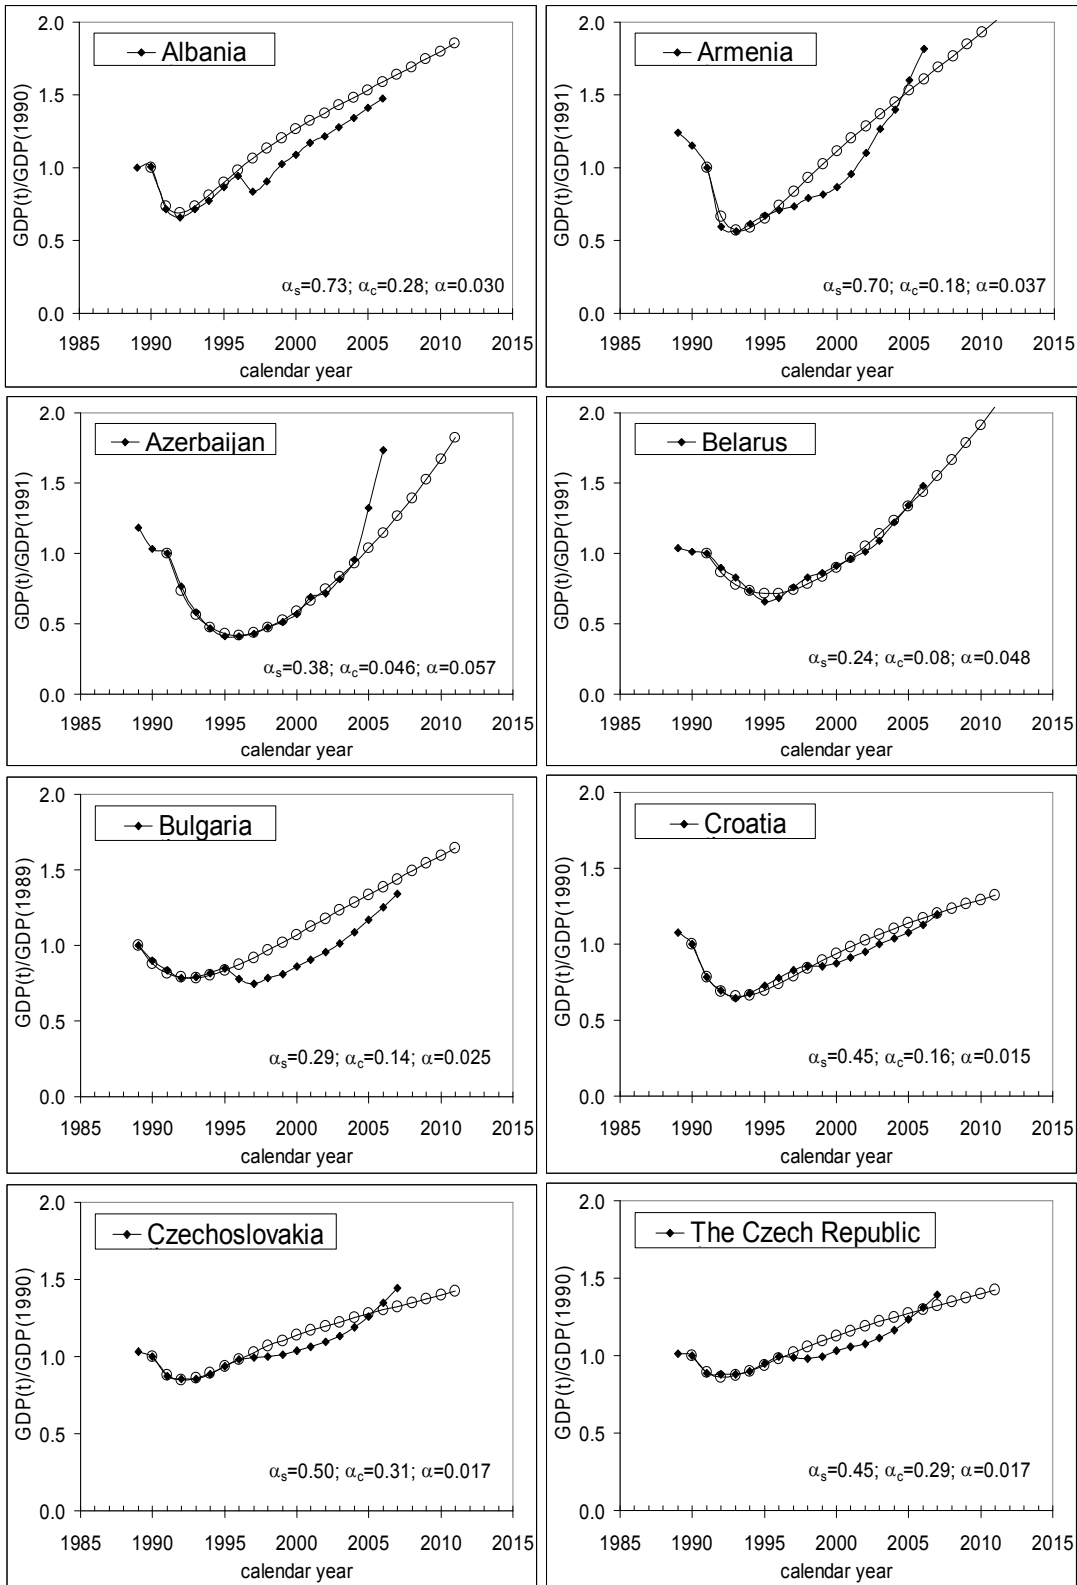 Albania
GDP(t)/GDP(1990)
2.0
1.5
1.0
0.5
0.0
αs=0.73; αc=0.28; α=0.030
1985 1990 1995 2000 2005 2010 2015
calendar year
Armenia
GDP(t)/GDP(1991)
2.0
1.5
1.0
0.5
0.0
αs=0.70; αc=0.18; α=0.037
1985 1990 1995 2000 2005 2010 2015
calendar year
Azerbaijan
GDP(t)/GDP(1991)
2.0
1.5
1.0
0.5
0.0
αs=0.38; αc=0.046; α=0.057
1985 1990 1995 2000 2005 2010 2015
calendar year
Belarus
GDP(t)/GDP(1991)
2.0
1.5
1.0
0.5
0.0
αs=0.24; αc=0.08; α=0.048
1985 1990 1995 2000 2005 2010 2015
calendar year
Bulgaria
GDP(t)/GDP(1989)
2.0
1.5
1.0
0.5
0.0
αs=0.29; αc=0.14; α=0.025
1985 1990 1995 2000 2005 2010 2015
calendar year
Croatia
GDP(t)/GDP(1990)
2.0
1.5
1.0
0.5
0.0
αs=0.45; αc=0.16; α=0.015
1985 1990 1995 2000 2005 2010 2015
calendar year
Czechoslovakia
GDP(t)/GDP(1990)
2.0
1.5
1.0
0.5
0.0
αs=0.50; αc=0.31; α=0.017
1985 1990 1995 2000 2005 2010 2015
calendar year
The Czech Republic
GDP(t)/GDP(1990)
2.0
1.5
1.0
0.5
0.0
αs=0.45; αc=0.29; α=0.017
1985 1990 1995 2000 2005 2010 2015
calendar year